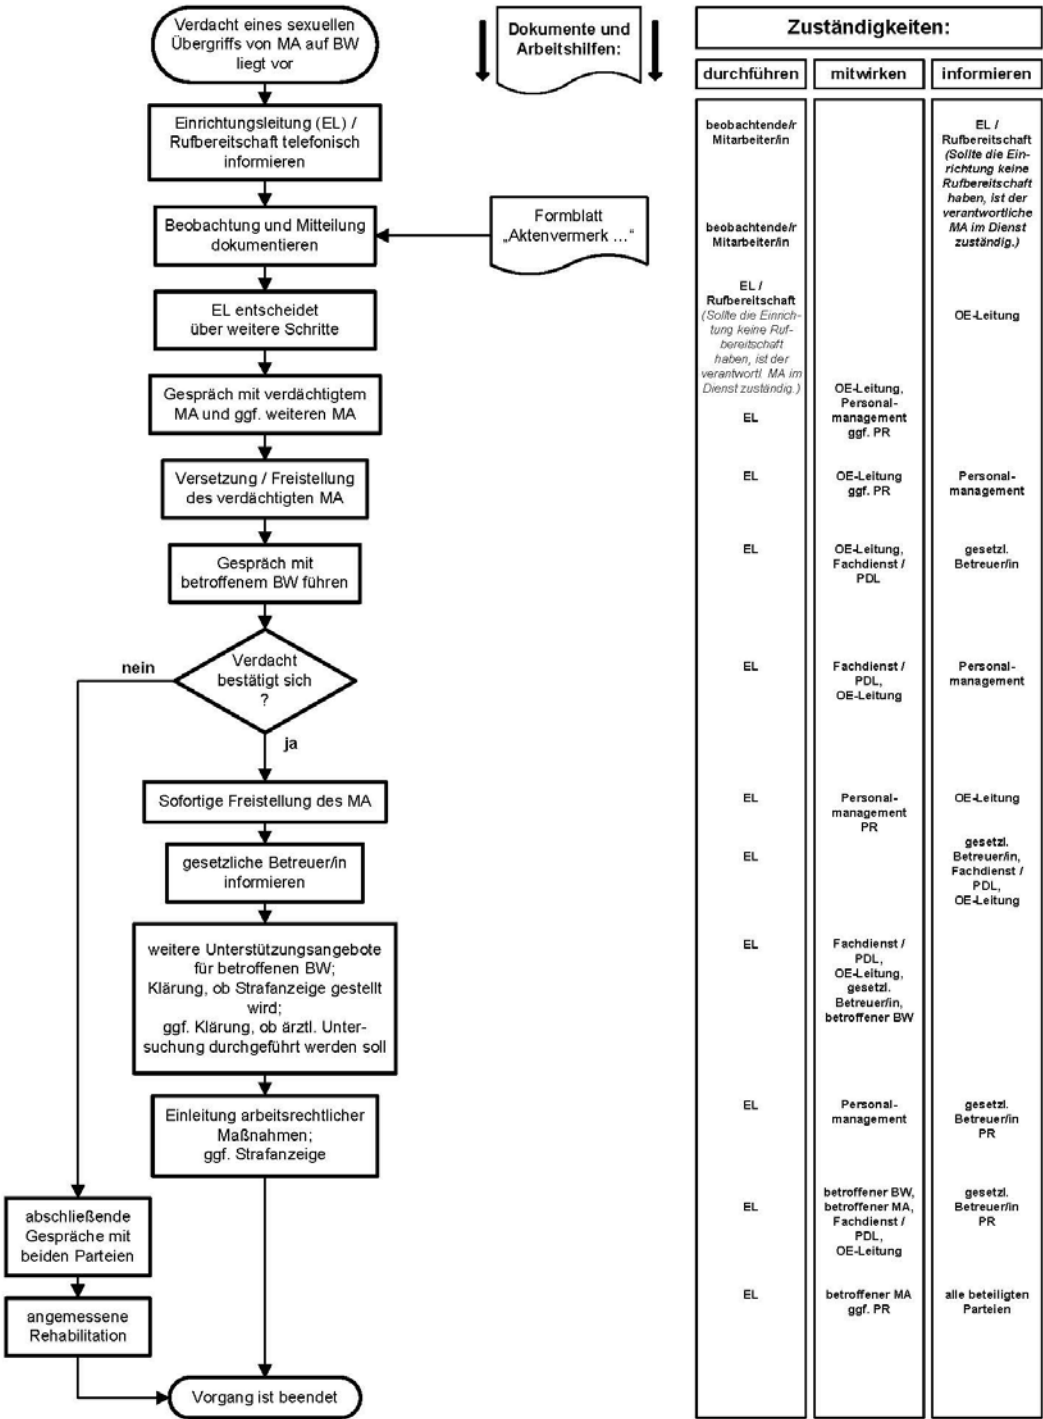 Verdacht eines sexuellen
Übergriffs von MA auf BW
liegt vor
Einrichtungsleitung (EL) /
Rufbereitschaft telefonisch
informieren
Beobachtung und Mitteilung
dokumentieren
EL entscheidet
über weitere Schritte
Gespräch mit verdächtigtem
MA und ggf. weiteren MA
Versetzung / Freistellung
des verdächtigten MA
Gespräch mit
betroffenem BW führen
Verdacht
bestätigt sich
?
nein
ja
Sofortige Freistellung des MA
gesetzliche Betreuer/in
informieren
weitere Unterstützungsangebote
für betroffenen BW;
Klärung, ob Strafanzeige gestellt
wird;
ggf. Klärung, ob ärztl. Unter-
suchung durchgeführt werden soll
Einleitung arbeitsrechtlicher
Maßnahmen;
ggf. Strafanzeige
abschließende
Gespräche mit
beiden Parteien
angemessene
Rehabilitation
Vorgang ist beendet
Dokumente und
Arbeitshilfen:
Formblatt
„Aktenvermerk ...“
Zuständigkeiten:
durchführen
beobachtende/r
Mitarbeiter/in
beobachtende/r
Mitarbeiter/in
EL /
Rufbereitschaft
(Sollte die Einrich-
tung keine Ruf-
bereitschaft
haben, ist der
verantwortl. MA im
Dienst zuständig.)
EL
EL
EL
EL
EL
EL
EL
EL
EL
EL
mitwirken
OE-Leitung,
Personal-
management
ggf. PR
OE-Leitung
ggf. PR
OE-Leitung,
Fachdienst /
PDL
Fachdienst /
PDL,
OE-Leitung
Personal-
management
PR
Fachdienst /
PDL,
OE-Leitung,
gesetzl.
Betreuer/in,
betroffener BW
Personal-
management
betroffener BW,
betroffener MA,
Fachdienst /
PDL,
OE-Leitung
betroffener MA
ggf. PR
informieren
EL /
Rufbereitschaft
(Sollte die Ein-
richtung keine
Rufbereitschaft
haben, ist der
verantwortliche
MA im Dienst
zuständig.)
OE-Leitung
Personal-
management
gesetzl.
Betreuer/in
Personal-
management
OE-Leitung
gesetzl.
Betreuer/in,
Fachdienst /
PDL,
OE-Leitung
gesetzl.
Betreuer/in
PR
gesetzl.
Betreuer/in
PR
alle beteiligten
Parteien